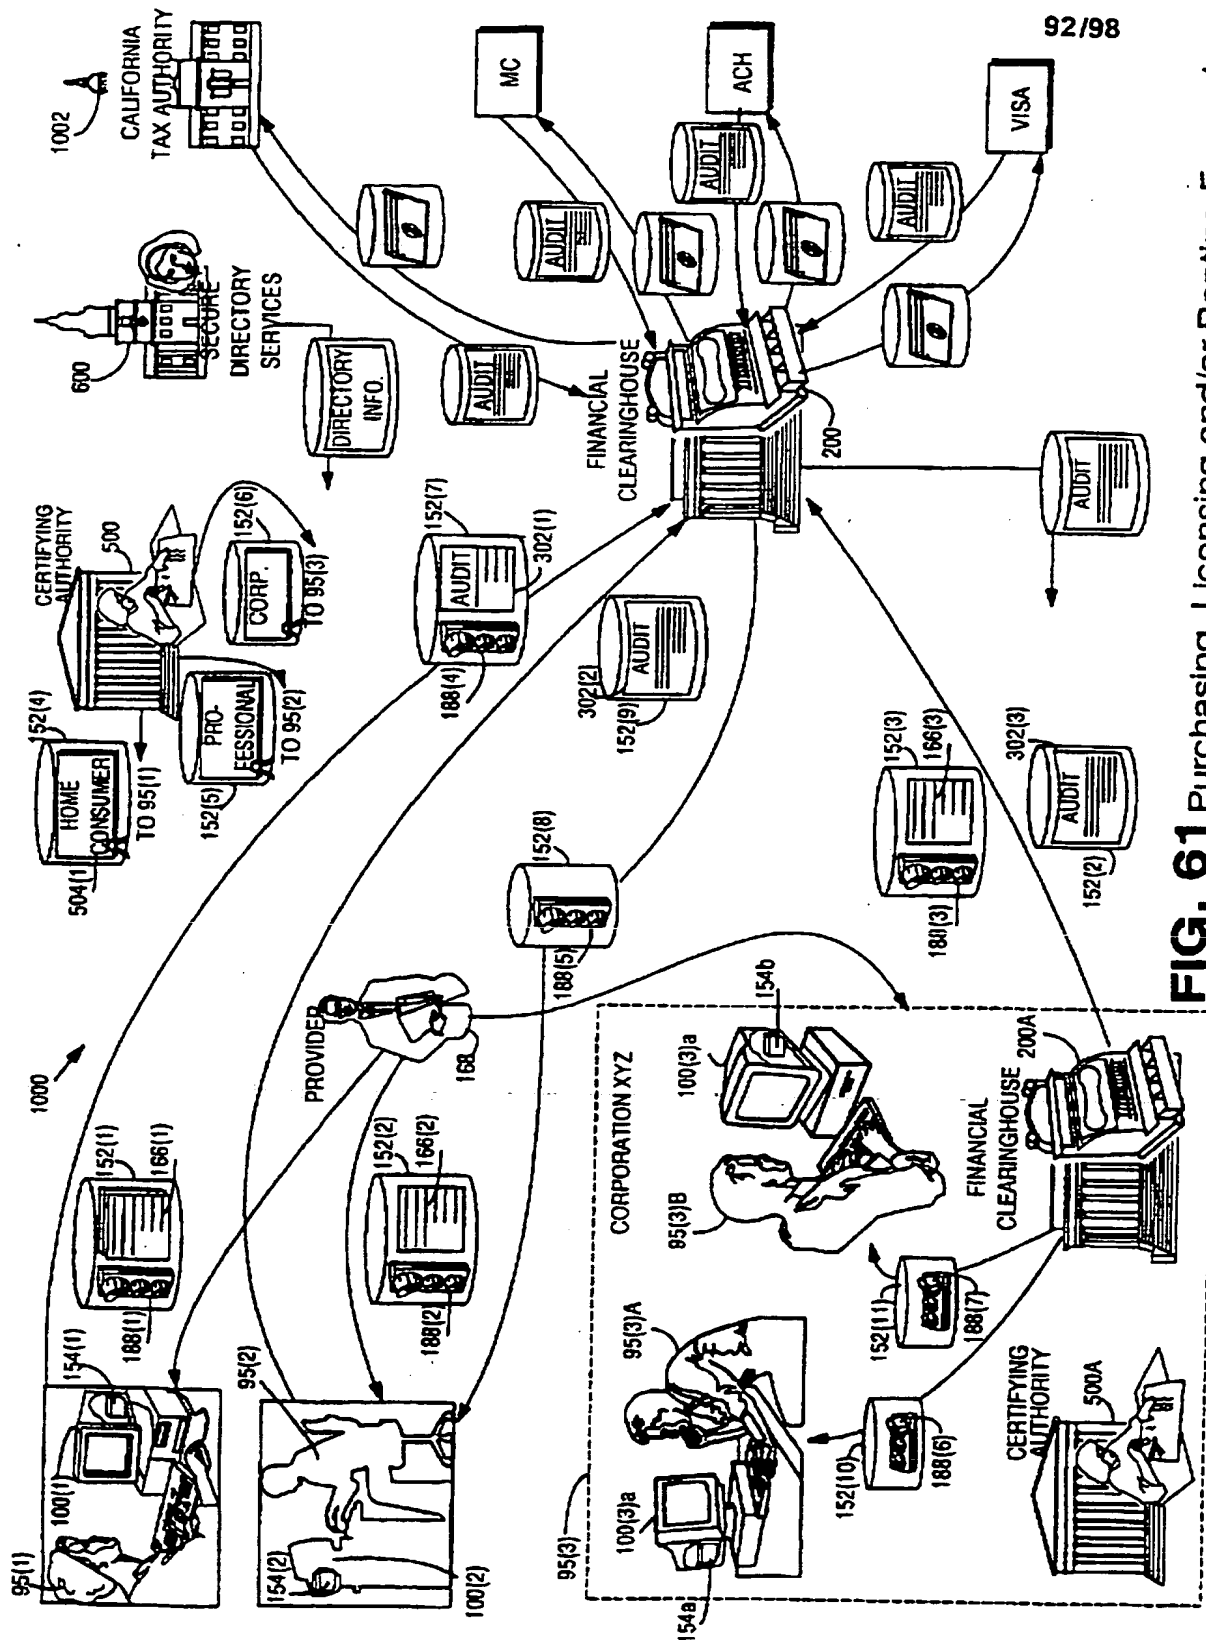 92/98
1002
CALIFORNIA
TAX AUTHORITY
MC
ACH
VISA
600
SECURE
DIRECTORY
SERVICES
DIRECTORY
INFO.
AUDIT
AUDIT
AUDIT
AUDIT
FINANCIAL
CLEARINGHOUSE
200
AUDIT
CERTIFYING
AUTHORITY
500
152(4)
HOME
CONSUMER
504(1)
TO 95(1)
152(5)
PRO-
FESSIONAL
TO 95(2)
152(6)
CORP.
TO 95(3)
152(7)
AUDIT
302(1)
188(4)
302(2)
AUDIT
152(9)
152(8)
188(5)
1000
PROVIDER
168
152(1)
166(1)
188(1)
154(1)
100(1)
95(1)
152(2)
166(2)
188(2)
95(2)
154(2)
100(2)
152(3)
166(3)
188(3)
302(3)
AUDIT
152(2)
95(3)
CORPORATION XYZ
154b
100(3)a
95(3)B
95(3)A
100(3)a
154a
152(11)
188(7)
152(10)
188(6)
FINANCIAL
CLEARINGHOUSE
200A
CERTIFYING
AUTHORITY
500A
FIG. 61 Purchasing, Licensing and/or Renting